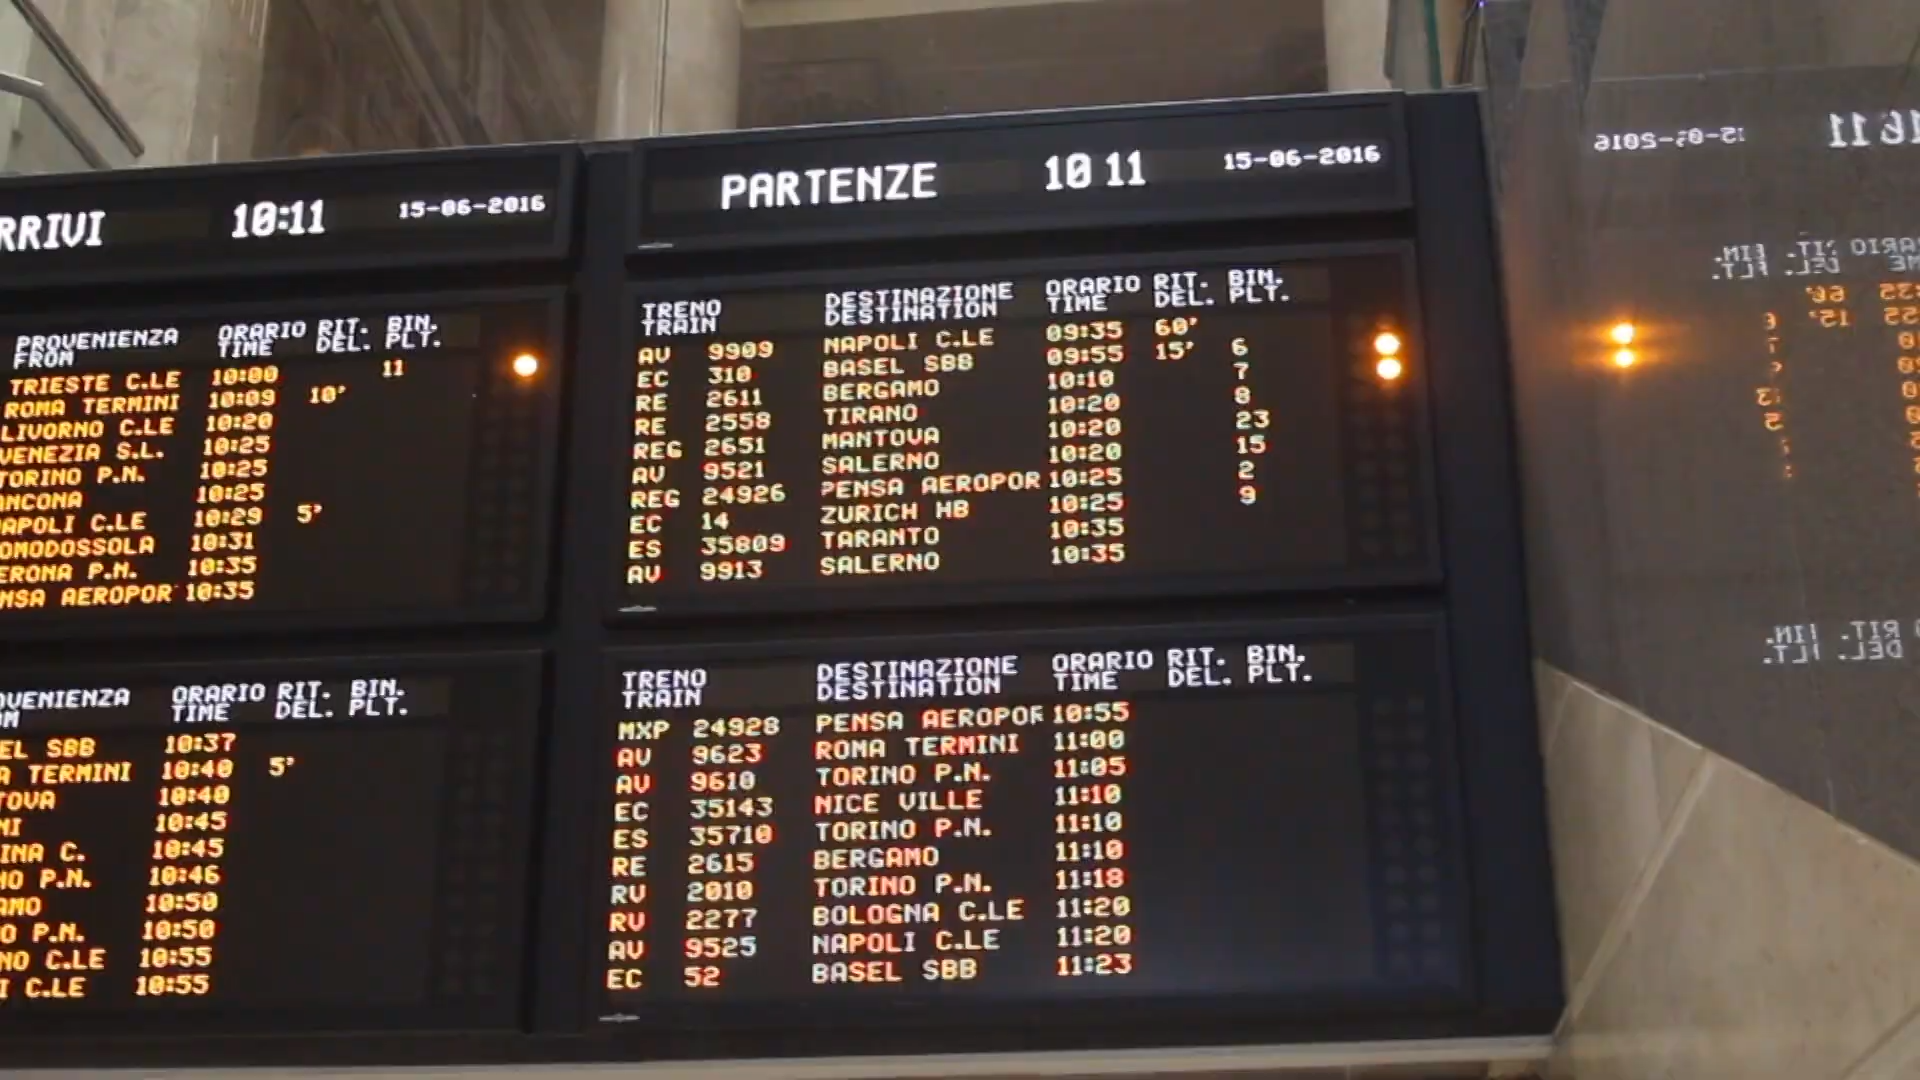 RRIVI 10:11 15-06-2016
PROVENIENZA ORARIO RIT. BIN.
FROM TIME DEL. PLT.
TRIESTE C.LE 10:00 11
ROMA TERMINI 10:09 10'
LIVORNO C.LE 10:20
VENEZIA S.L. 10:25
TORINO P.N. 10:25
ANCONA 10:25
NAPOLI C.LE 10:29 5'
OMODOSSOLA 10:31
ERONA P.N. 10:35
NSA AEROPOR 10:35
OVENIENZA ORARIO RIT. BIN.
OM TIME DEL. PLT.
EL SBB 10:37
A TERMINI 10:40 5'
TOVA 10:40
NI 10:45
INA C. 10:45
NO P.N. 10:46
AMO 10:50
O P.N. 10:50
NO C.LE 10:55
I C.LE 10:55
PARTENZE 10 11 15-06-2016
TRENO DESTINAZIONE ORARIO RIT. BIN.
TRAIN DESTINATION TIME DEL. PLT.
AV 9909 NAPOLI C.LE 09:35 60'
EC 310 BASEL SBB 09:55 15' 6
RE 2611 BERGAMO 10:10 7
RE 2558 TIRANO 10:20 8
REG 2651 MANTOVA 10:20 23
AV 9521 SALERNO 10:20 15
REG 24926 PENSA AEROPOR 10:25 2
EC 14 ZURICH HB 10:25 9
ES 35809 TARANTO 10:35
AV 9913 SALERNO 10:35
TRENO DESTINAZIONE ORARIO RIT. BIN.
TRAIN DESTINATION TIME DEL. PLT.
MXP 24928 PENSA AEROPOR 10:55
AV 9623 ROMA TERMINI 11:00
AV 9610 TORINO P.N. 11:05
EC 35143 NICE VILLE 11:10
ES 35710 TORINO P.N. 11:10
RE 2615 BERGAMO 11:10
RV 2010 TORINO P.N. 11:18
RV 2277 BOLOGNA C.LE 11:20
AV 9525 NAPOLI C.LE 11:20
EC 52 BASEL SBB 11:23